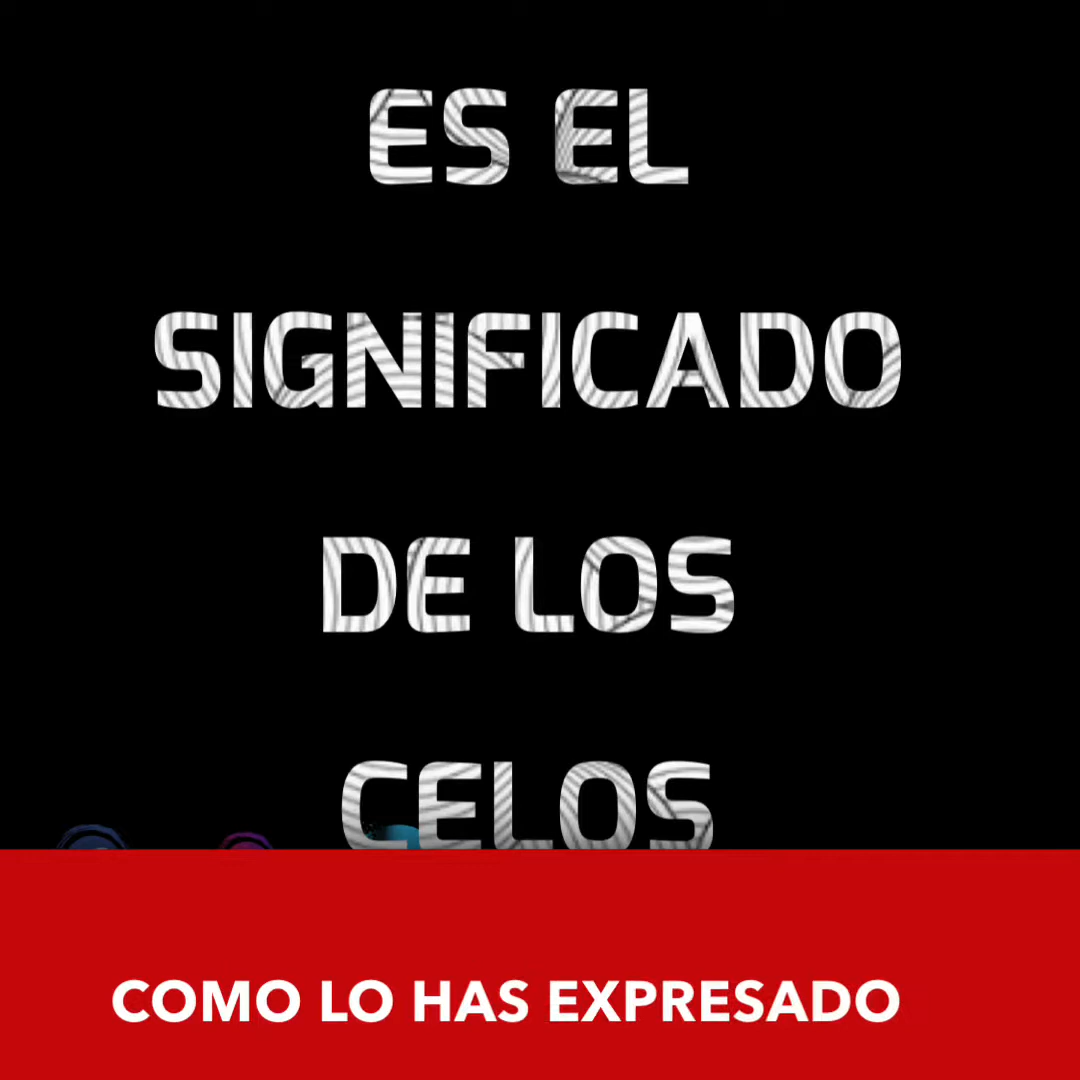 ES EL
SIGNIFICADO
DE LOS
CELOS
COMO LO HAS EXPRESADO